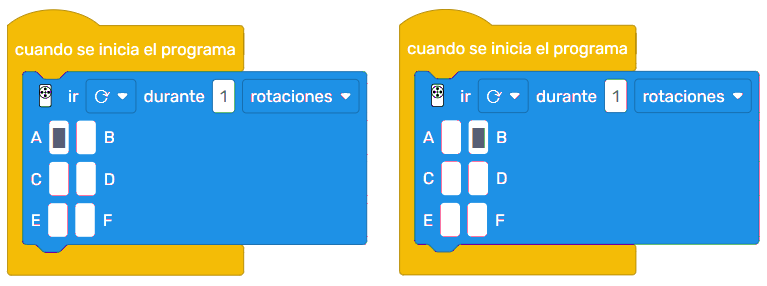 cuando se inicia el programa
ir durante 1 rotaciones
A B
C D
E F
cuando se inicia el programa
ir durante 1 rotaciones
A B
C D
E F